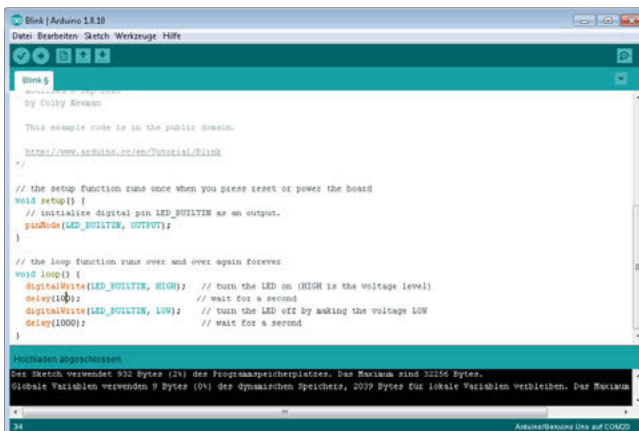 Blink | Arduino 1.8.10
Datei Bearbeiten Sketch Werkzeuge Hilfe
Blink §
by Colby Newman
This example code is in the public domain.
http://www.arduino.cc/en/Tutorial/Blink
*/
// the setup function runs once when you press reset or power the board
void setup() {
// initialize digital pin LED_BUILTIN as an output.
pinMode(LED_BUILTIN, OUTPUT);
}
// the loop function runs over and over again forever
void loop() {
digitalWrite(LED_BUILTIN, HIGH); // turn the LED on (HIGH is the voltage level)
delay(100); // wait for a second
digitalWrite(LED_BUILTIN, LOW); // turn the LED off by making the voltage LOW
delay(1000); // wait for a second
}
Hochladen abgeschlossen
Der Sketch verwendet 932 Bytes (2%) des Programmspeicherplatzes. Das Maximum sind 32256 Bytes.
Globale Variablen verwenden 9 Bytes (0%) des dynamischen Speichers, 2039 Bytes für lokale Variablen verbleiben. Das Maximum
34 Arduino/Genuino Uno auf COM20